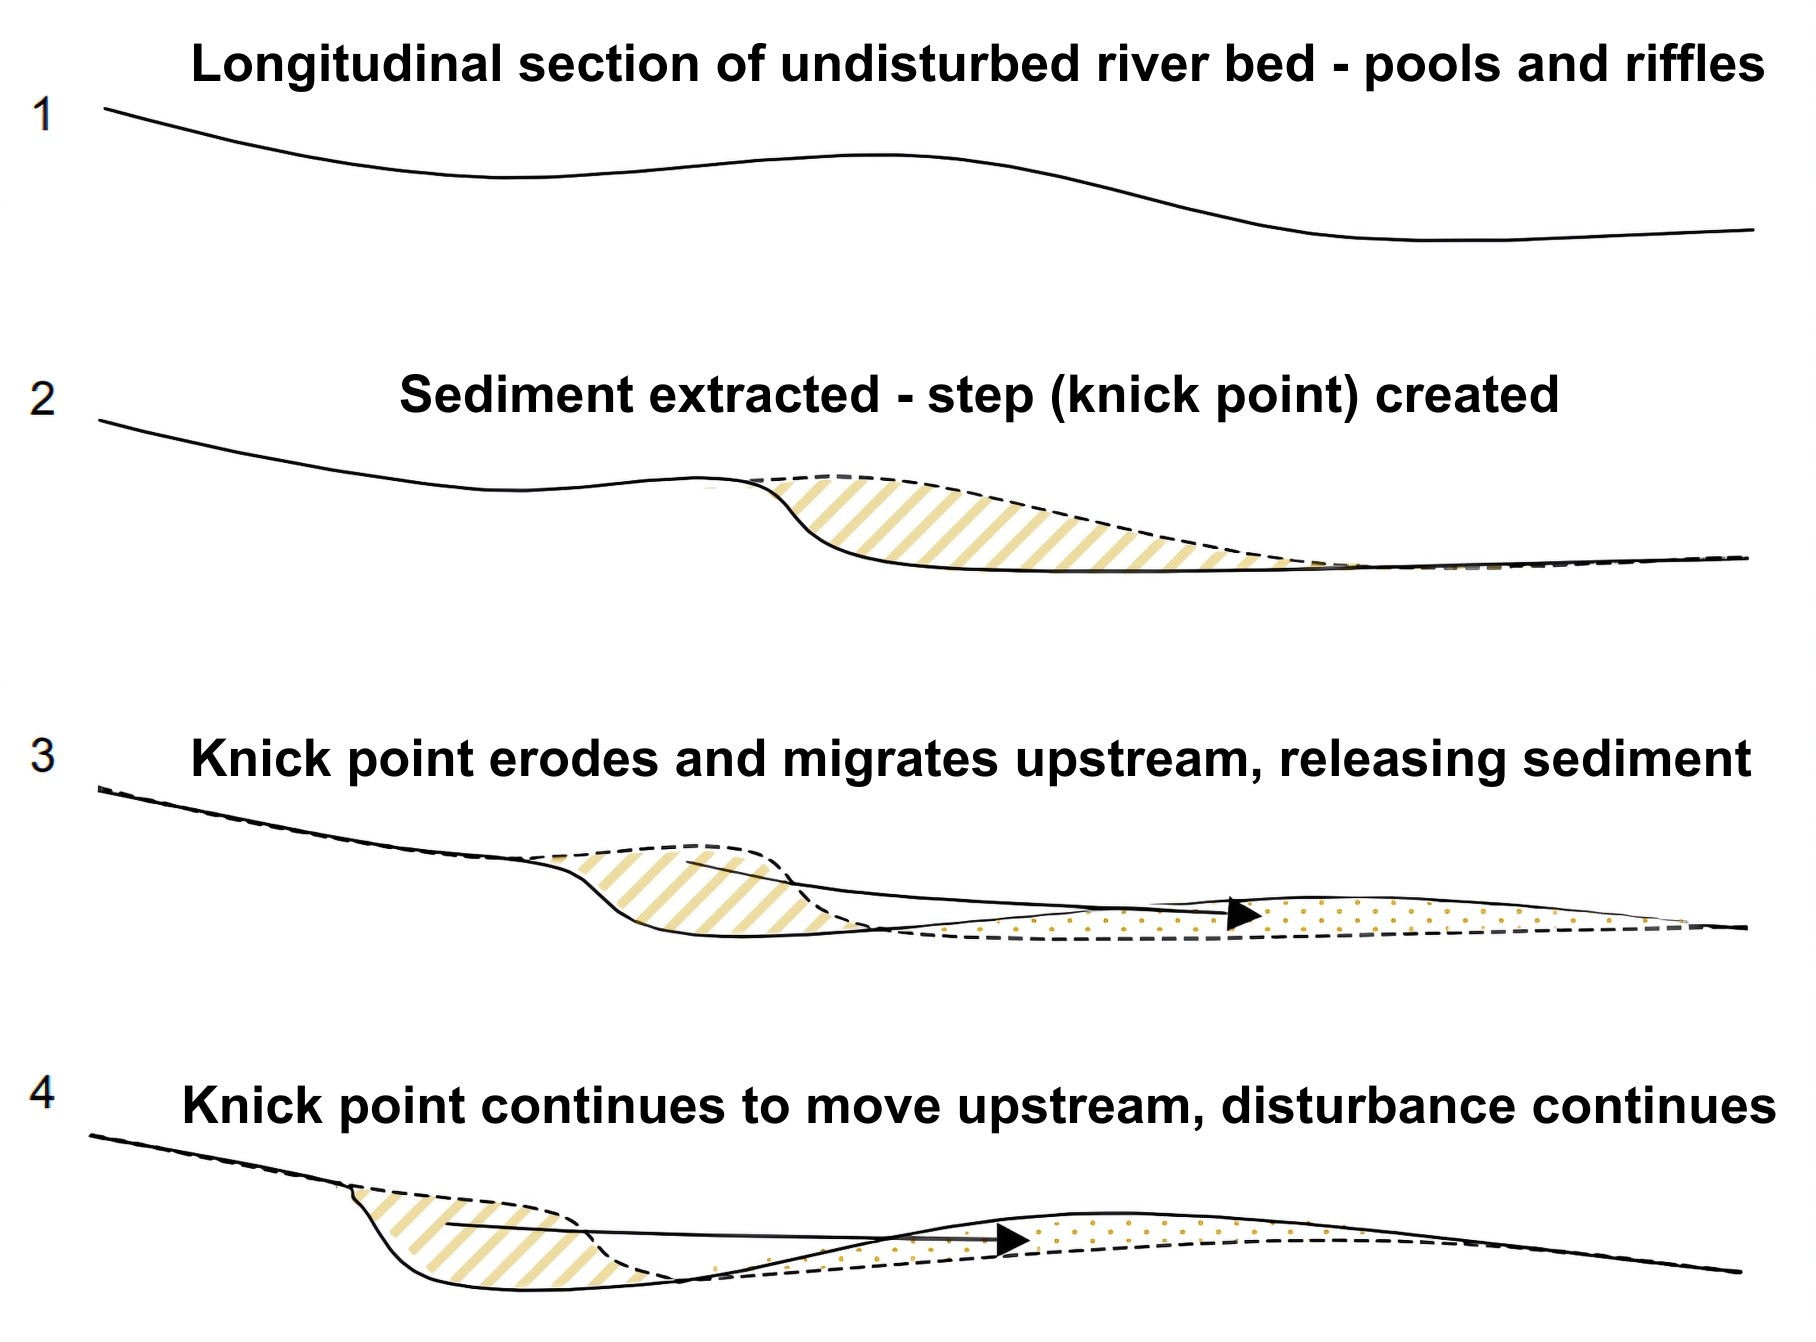 Longitudinal section of undisturbed river bed - pools and riffles
1
Sediment extracted - step (knick point) created
2
Knick point erodes and migrates upstream, releasing sediment
3
Knick point continues to move upstream, disturbance continues
4